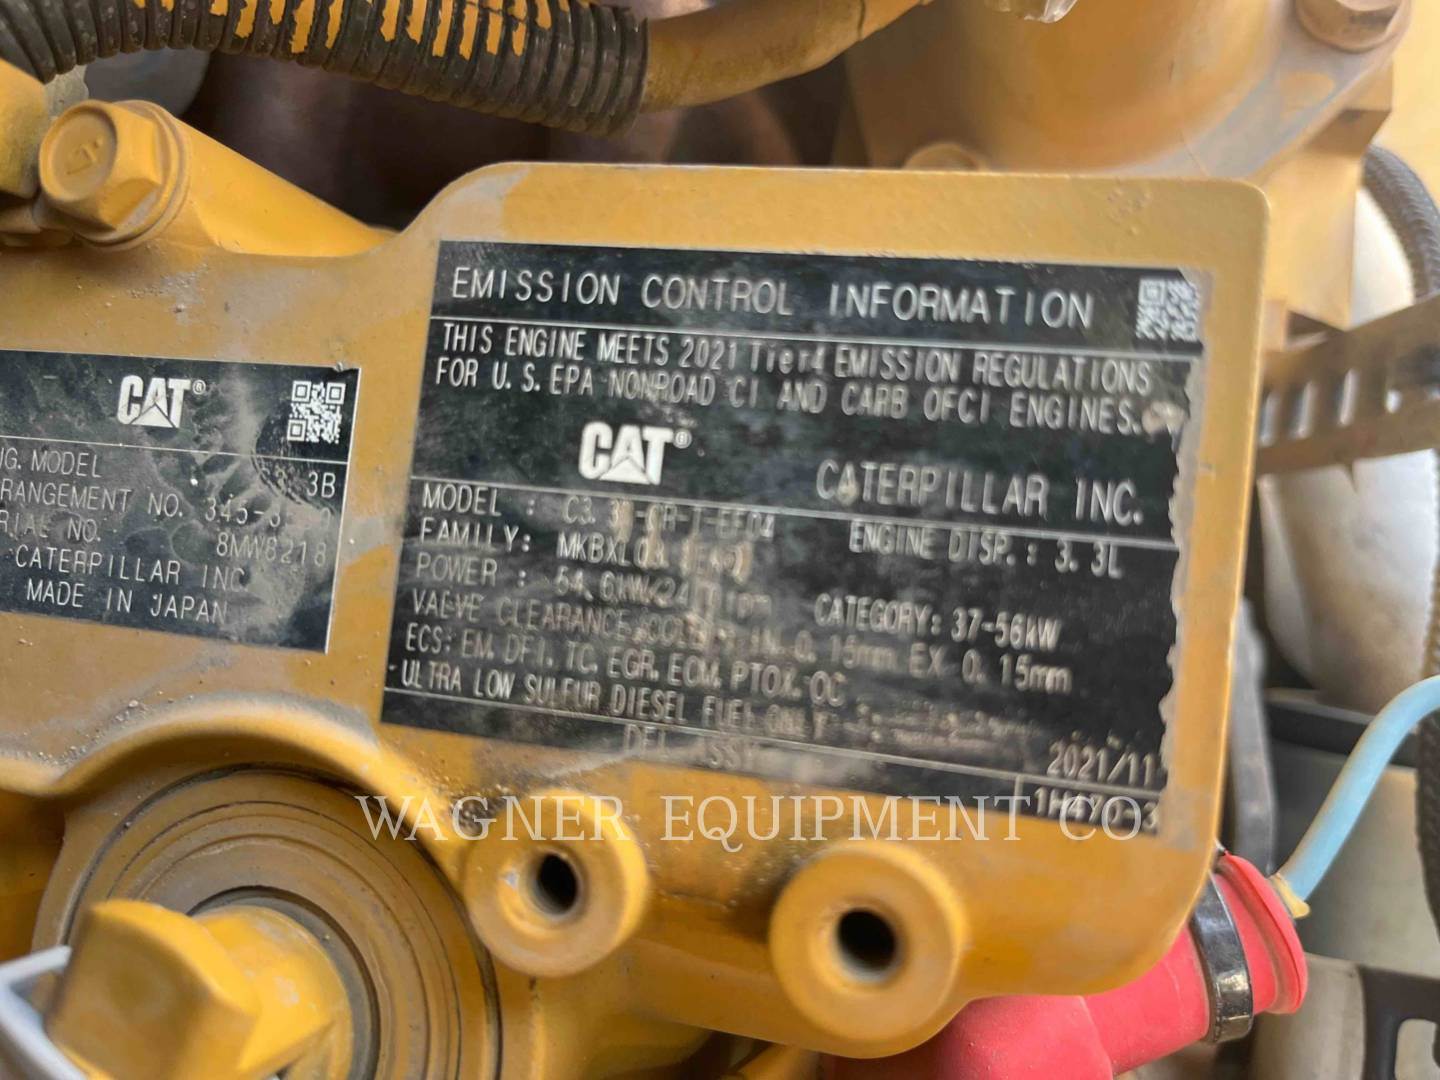 EMISSION CONTROL INFORMATION
THIS ENGINE MEETS 2021 Tier4 EMISSION REGULATIONS
FOR U.S.EPA NONROAD CI AND CARB OFCI ENGINES.
CAT®
CATERPILLAR INC.
MODEL : ENGINE DISP.: 3.3L
FAMILY:
POWER : CATEGORY: 37-56kW
VALVE CLEARANCE IN 0.15mm EX 0.15mm
ECS: EM, DFI, TC, EGR, ECM, PTOX, OC
ULTRA LOW SULFUR DIESEL FUEL ONLY
2021/11
1H470-3
CAT®
MODEL 3B
NO.
NO. 8MW8218
CATERPILLAR INC
MADE IN JAPAN
WAGNER EQUIPMENT CO.